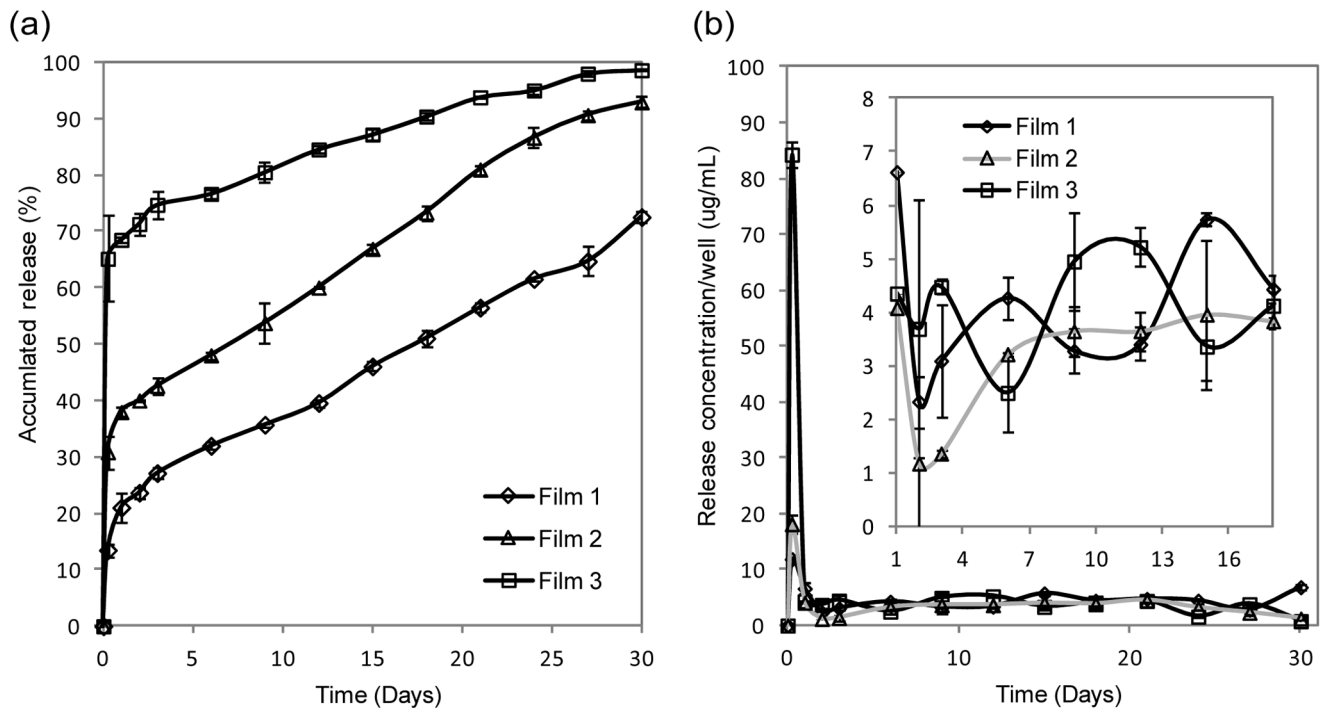 (a)
Accumlated release (%)
100
90
80
70
60
50
40
30
20
10
0
0 5 10 15 20 25 30
Time (Days)
Film 1
Film 2
Film 3
(b)
Release concentration/well (ug/mL)
100
90
80
70
60
50
40
30
20
10
0
0 10 20 30
Time (Days)
8
7
6
5
4
3
2
1
0
1 4 7 10 13 16
Film 1
Film 2
Film 3